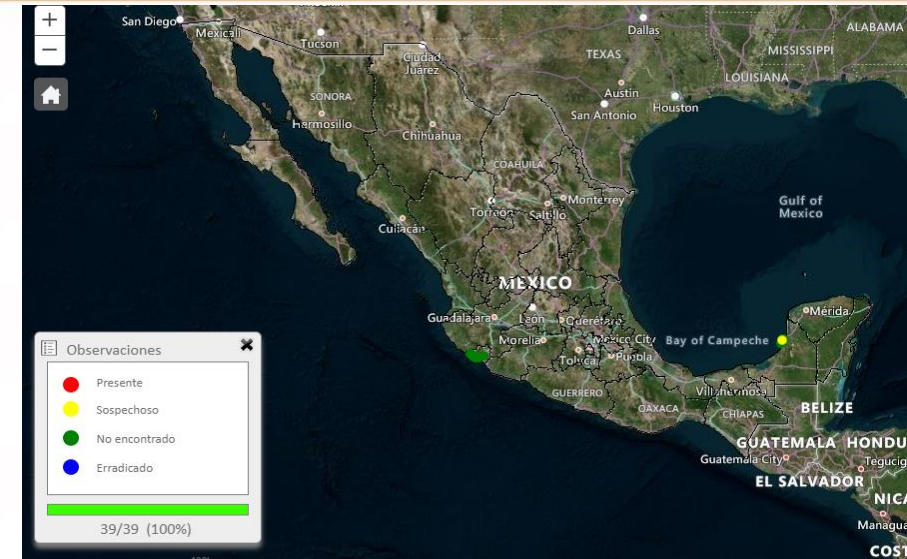 +
San Diego
Mexicali
Tucson
Dallas
ALABAMA
−
Ciudad
Juárez
TEXAS
MISSISSIPPI
LOUISIANA
Austin
San Antonio
Houston
SONORA
Hermosillo
Chihuahua
COAHUILA
Monterrey
Torreón
Saltillo
Culiacán
Gulf of
Mexico
MEXICO
Guadalajara
León
Querétaro
Mérida
Morelia
Mexico City
Bay of Campeche
Toluca
Puebla
GUERRERO
OAXACA
Villahermosa
CHIAPAS
BELIZE
GUATEMALA
HONDU
Guatemala City
Tegucig
EL SALVADOR
NICA
Managua
COST
Observaciones
Presente
Sospechoso
No encontrado
Erradicado
39/39 (100%)